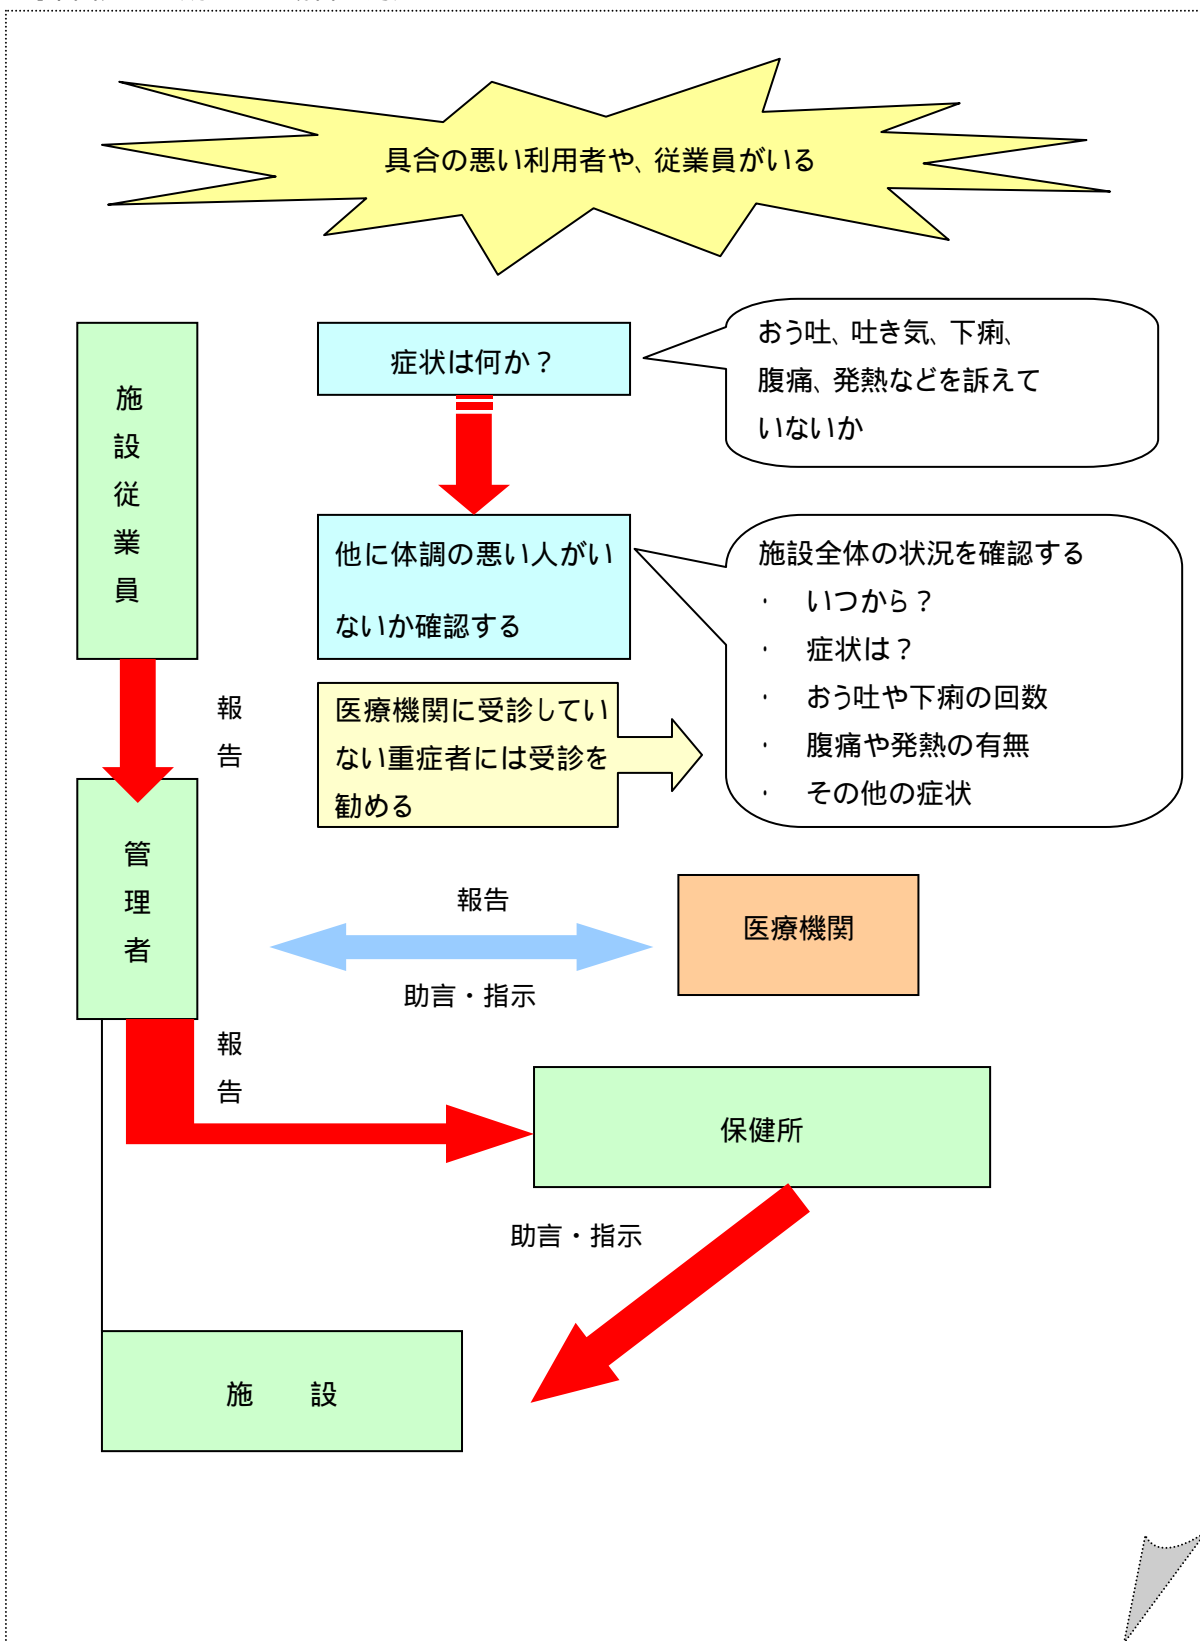 具合の悪い利用者や、従業員がいる
施設従業員
症状は何か？
おう吐、吐き気、下痢、
腹痛、発熱などを訴えて
いないか
他に体調の悪い人がい
ないか確認する
施設全体の状況を確認する
・ いつから？
・ 症状は？
・ おう吐や下痢の回数
・ 腹痛や発熱の有無
・ その他の症状
報告
医療機関に受診してい
ない重症者には受診を
勧める
管理者
報告
医療機関
助言・指示
報告
保健所
助言・指示
施　設